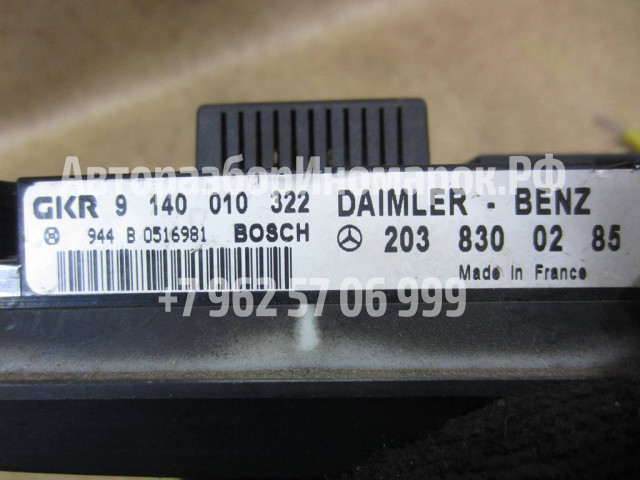 АвторазборИномарок.РФ
GKR 9 140 010 322 DAIMLER - BENZ
944 B 0516981 BOSCH 203 830 02 85
Made in France
+7 962 57 06 999